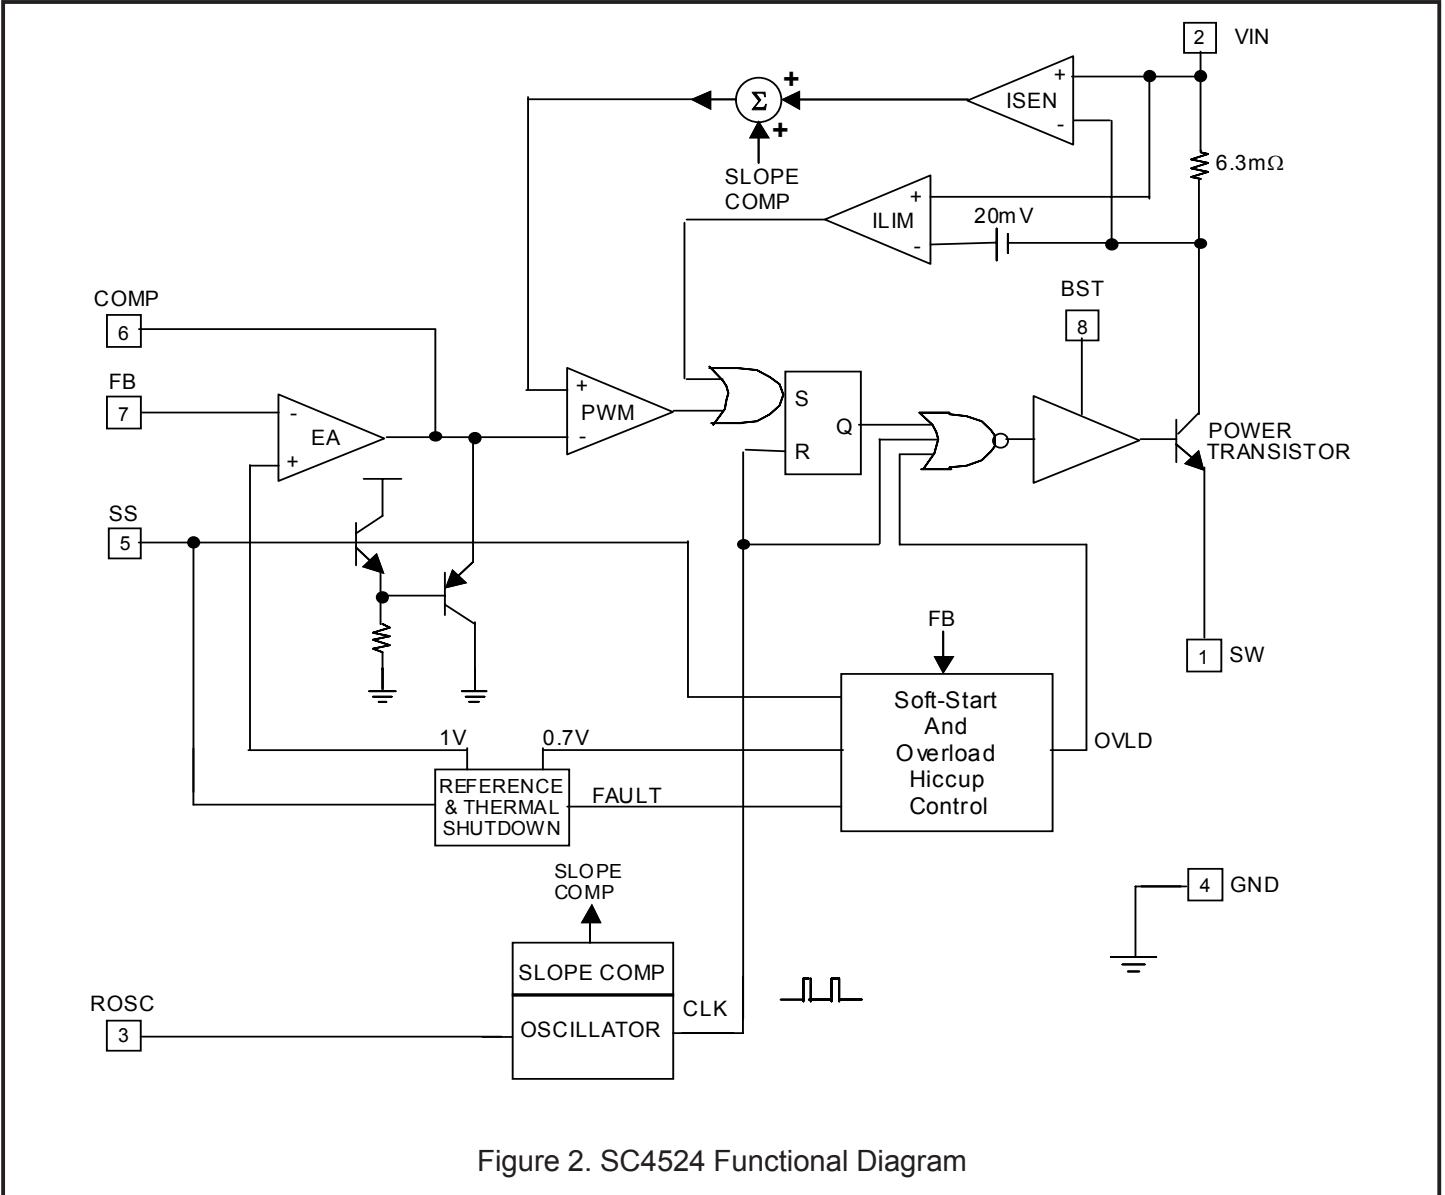 2 VIN
+
ISEN
-
+
Σ
+
SLOPE
COMP
6.3mΩ
+
ILIM
-
20mV
COMP
6
BST
8
FB
7
-
EA
+
+
PWM
-
S
Q
R
POWER
TRANSISTOR
SS
5
FB
1 SW
Soft-Start
And
Overload
Hiccup
Control
OVLD
1V
0.7V
REFERENCE
& THERMAL
SHUTDOWN
FAULT
SLOPE
COMP
4 GND
SLOPE COMP
OSCILLATOR
CLK
ROSC
3
Figure 2. SC4524 Functional Diagram